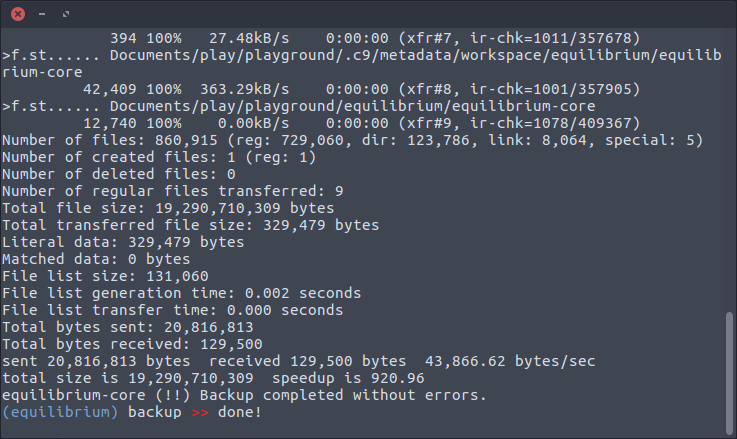 394 100%   27.48kB/s    0:00:00 (xfr#7, ir-chk=1011/357678)
>f.st...... Documents/play/playground/.c9/metadata/workspace/equilibrium/equilib
rium-core
42,409 100%  363.29kB/s    0:00:00 (xfr#8, ir-chk=1001/357905)
>f.st...... Documents/play/playground/equilibrium/equilibrium-core
12,740 100%    0.00kB/s    0:00:00 (xfr#9, ir-chk=1078/409367)
Number of files: 860,915 (reg: 729,060, dir: 123,786, link: 8,064, special: 5)
Number of created files: 1 (reg: 1)
Number of deleted files: 0
Number of regular files transferred: 9
Total file size: 19,290,710,309 bytes
Total transferred file size: 329,479 bytes
Literal data: 329,479 bytes
Matched data: 0 bytes
File list size: 131,060
File list generation time: 0.002 seconds
File list transfer time: 0.000 seconds
Total bytes sent: 20,816,813
Total bytes received: 129,500
sent 20,816,813 bytes  received 129,500 bytes  43,866.62 bytes/sec
total size is 19,290,710,309  speedup is 920.96
equilibrium-core (!!) Backup completed without errors.
(equilibrium) backup >> done!